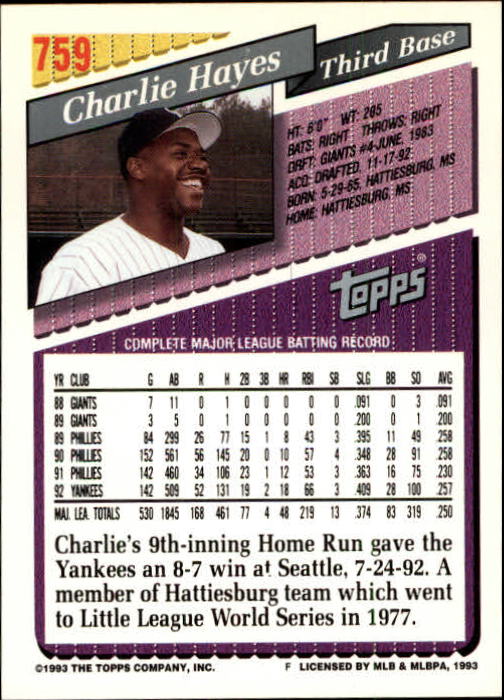 759
Charlie Hayes
Third Base
HT: 6'0" WT: 205
BATS: RIGHT THROWS: RIGHT
DRFT: GIANTS #4-JUNE, 1983
ACQ: DRAFTED, 11-17-92
BORN: 5-29-65, HATTIESBURG, MS
HOME: HATTIESBURG, MS
Topps®
COMPLETE MAJOR LEAGUE BATTING RECORD
YR CLUB G AB R H 2B 3B HR RBI SB SLG BB SO AVG
88 GIANTS 7 11 0 1 0 0 0 0 0 .091 0 3 .091
89 GIANTS 3 5 0 1 0 0 0 0 0 .200 0 1 .200
89 PHILLIES 84 299 26 77 15 1 8 43 3 .395 11 49 .258
90 PHILLIES 152 561 56 145 20 0 10 57 4 .348 28 91 .258
91 PHILLIES 142 460 34 106 23 1 12 53 3 .363 16 75 .230
92 YANKEES 142 509 52 131 19 2 18 66 3 .409 28 100 .257
MAJ. LEA. TOTALS 530 1845 168 461 77 4 48 219 13 .374 83 319 .250
Charlie's 9th-inning Home Run gave the
Yankees an 8-7 win at Seattle, 7-24-92. A
member of Hattiesburg team which went
to Little League World Series in 1977.
©1993 THE TOPPS COMPANY, INC. F LICENSED BY MLB & MLBPA, 1993